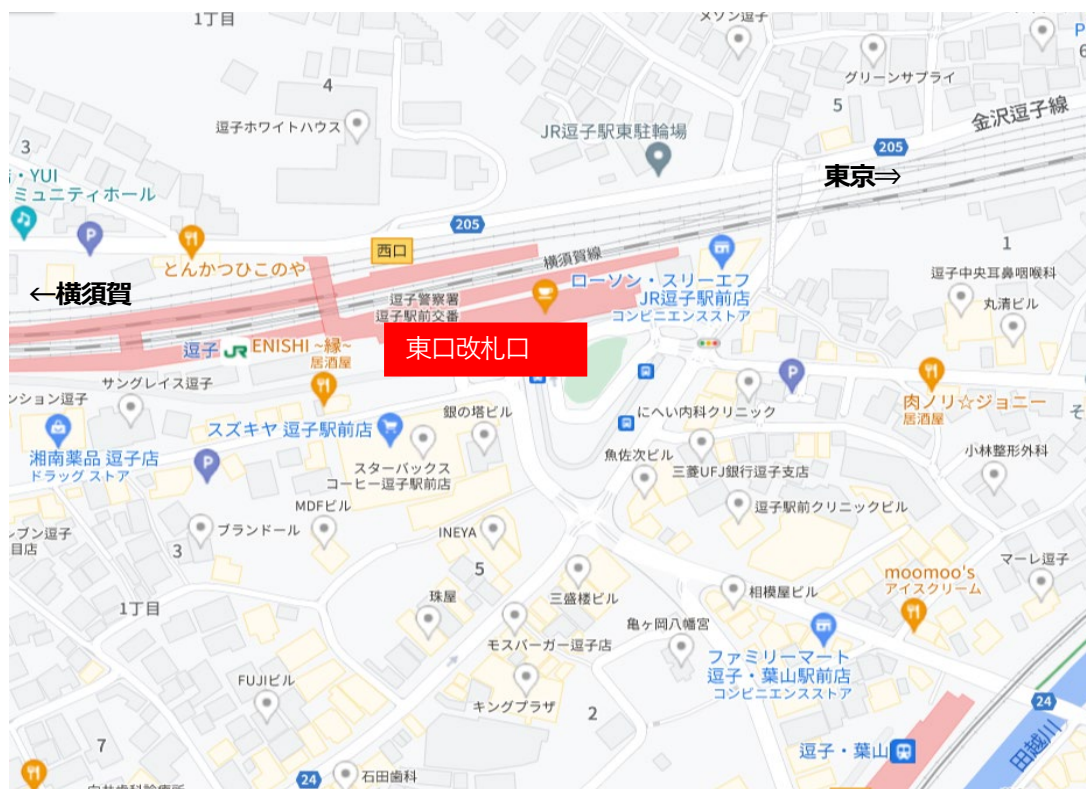 1丁目
メゾン逗子
P
6
グリーンサプライ
4
5
逗子ホワイトハウス
JR逗子駅東駐輪場
金沢逗子線
3
205
・YUI
ミュニティホール
東京⇒
P
205
西口
横須賀線
1
とんかつひこのや
ローソン・スリーエフ
JR逗子駅前店
コンビニエンスストア
逗子中央耳鼻咽喉科
丸清ビル
←横須賀
逗子警察署
逗子駅前交番
東口改札口
逗子
JR
ENISHI ~縁~
居酒屋
サングレイス逗子
P
ンション逗子
肉ノリ☆ジョニー
居酒屋
そ
スズキヤ 逗子駅前店
銀の塔ビル
にへい内科クリニック
湘南薬品 逗子店
ドラッグ ストア
P
スターバックス
コーヒー逗子駅前店
魚佐次ビル
三菱UFJ銀行逗子支店
小林整形外科
MDFビル
逗子駅前クリニックビル
ブン逗子
目店
ブランドール
INEYA
3
5
マーレ逗子
moomoo's
アイスクリーム
1丁目
珠屋
三盛楼ビル
相模屋ビル
亀ヶ岡八幡宮
モスバーガー逗子店
ファミリーマート
逗子・葉山駅前店
コンビニエンスストア
FUJIビル
キングプラザ
2
24
7
逗子・葉山
田越川
24
石田歯科